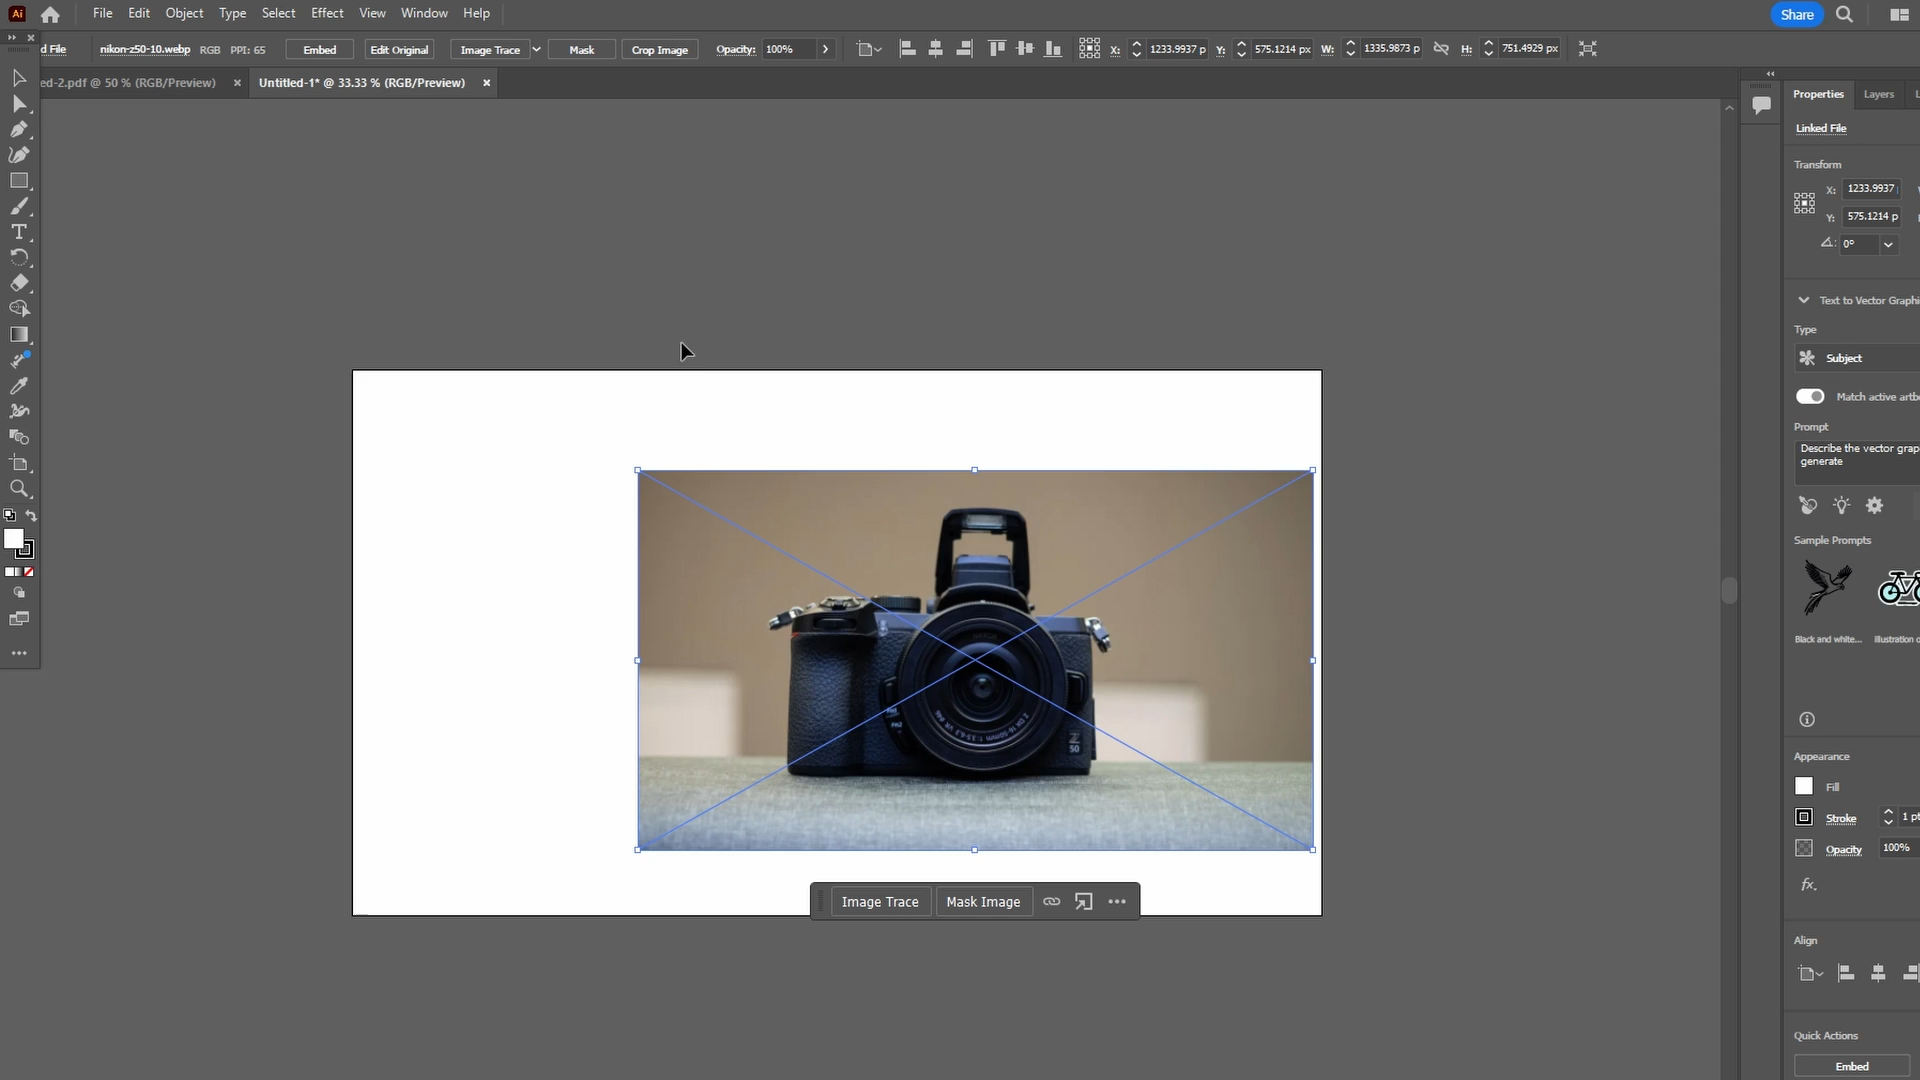 Ai File Edit Object Type Select Effect View Window Help Share
d File nikon-z50-10.webp RGB PPI: 65 Embed Edit Original Image Trace Mask Crop Image Opacity: 100% X: 1233.9937 p Y: 575.1214 px W: 1335.9873 p H: 751.4929 px
ed-2.pdf @ 50 % (RGB/Preview) Untitled-1* @ 33.33 % (RGB/Preview)
Properties Layers L
Linked File
Transform
X: 1233.9937
Y: 575.1214 p
0°
Text to Vector Graphi
Type
Subject
Match active artb
Prompt
Describe the vector grap
generate
Sample Prompts
Black and white... Illustration o
Appearance
Fill
Stroke 1 pt
Opacity 100%
fx.
Align
Quick Actions
Embed
Z
50
Image Trace Mask Image